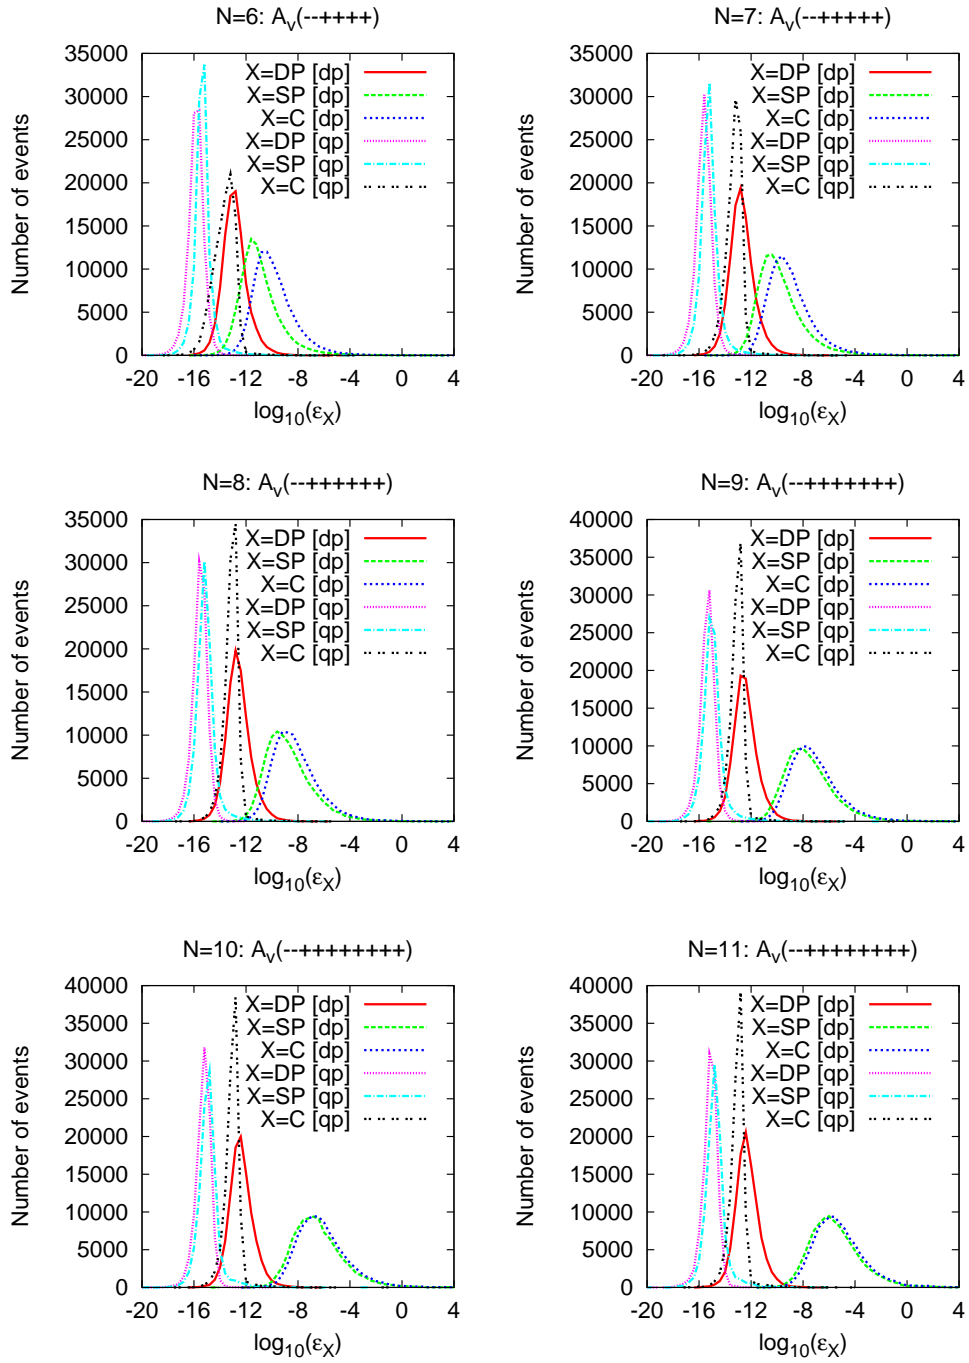 N=6: Av(--++++)
Number of events
35000
30000
25000
20000
15000
10000
5000
0
X=DP [dp]
X=SP [dp]
X=C [dp]
X=DP [qp]
X=SP [qp]
X=C [qp]
-20 -16 -12 -8 -4 0 4
log10(εX)
N=7: Av(--+++++)
Number of events
35000
30000
25000
20000
15000
10000
5000
0
X=DP [dp]
X=SP [dp]
X=C [dp]
X=DP [qp]
X=SP [qp]
X=C [qp]
-20 -16 -12 -8 -4 0 4
log10(εX)
N=8: Av(--++++++)
Number of events
35000
30000
25000
20000
15000
10000
5000
0
X=DP [dp]
X=SP [dp]
X=C [dp]
X=DP [qp]
X=SP [qp]
X=C [qp]
-20 -16 -12 -8 -4 0 4
log10(εX)
N=9: Av(--+++++++)
Number of events
40000
35000
30000
25000
20000
15000
10000
5000
0
X=DP [dp]
X=SP [dp]
X=C [dp]
X=DP [qp]
X=SP [qp]
X=C [qp]
-20 -16 -12 -8 -4 0 4
log10(εX)
N=10: Av(--++++++++)
Number of events
40000
35000
30000
25000
20000
15000
10000
5000
0
X=DP [dp]
X=SP [dp]
X=C [dp]
X=DP [qp]
X=SP [qp]
X=C [qp]
-20 -16 -12 -8 -4 0 4
log10(εX)
N=11: Av(--++++++++)
Number of events
40000
35000
30000
25000
20000
15000
10000
5000
0
X=DP [dp]
X=SP [dp]
X=C [dp]
X=DP [qp]
X=SP [qp]
X=C [qp]
-20 -16 -12 -8 -4 0 4
log10(εX)